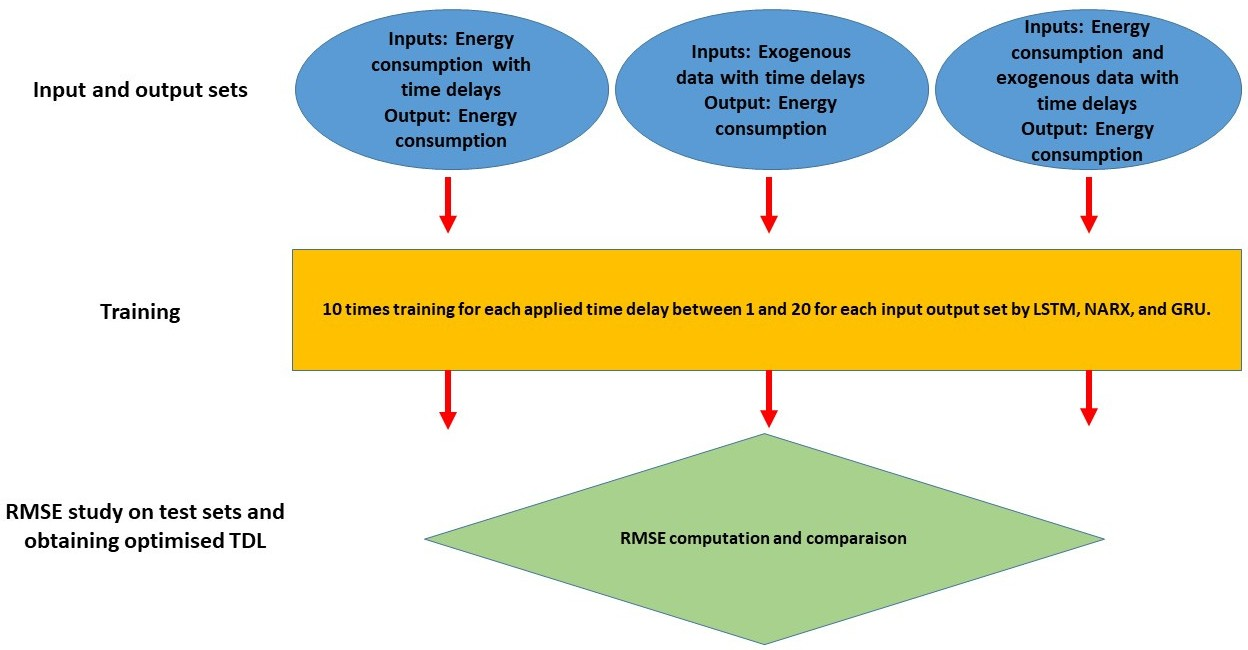 Input and output sets
Inputs: Energy
consumption with
time delays
Output: Energy
consumption
Inputs: Exogenous
data with time delays
Output: Energy
consumption
Inputs: Energy
consumption and
exogenous data with
time delays
Output: Energy
consumption
Training
10 times training for each applied time delay between 1 and 20 for each input output set by LSTM, NARX, and GRU.
RMSE study on test sets and
obtaining optimised TDL
RMSE computation and comparaison